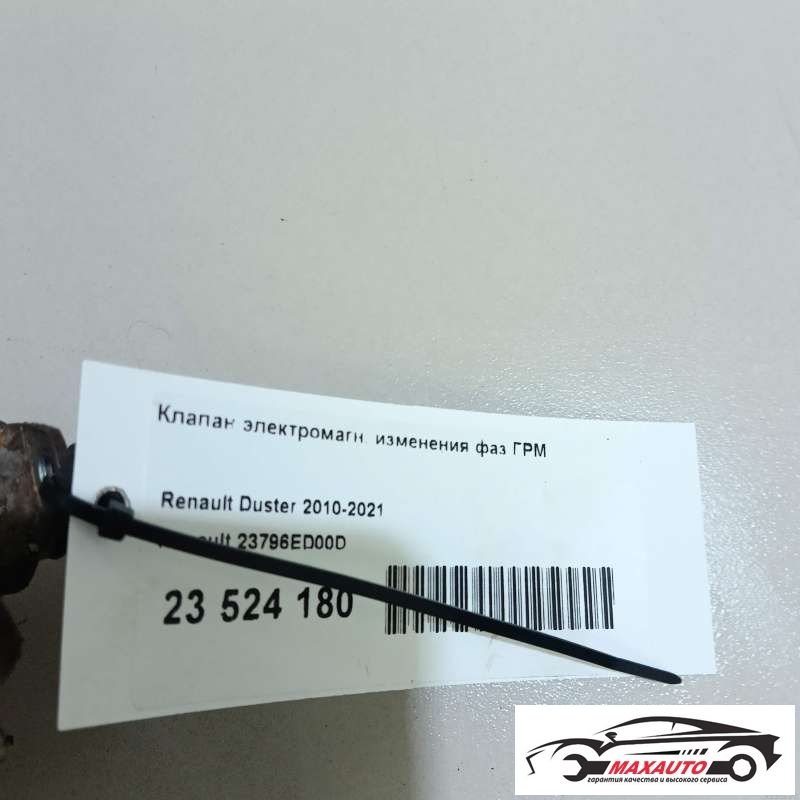 Клапан электромагн. изменения фаз ГРМ
Renault Duster 2010-2021
23796ED00D
23 524 180
MAXAUTO
гарантия качества и высокого сервиса